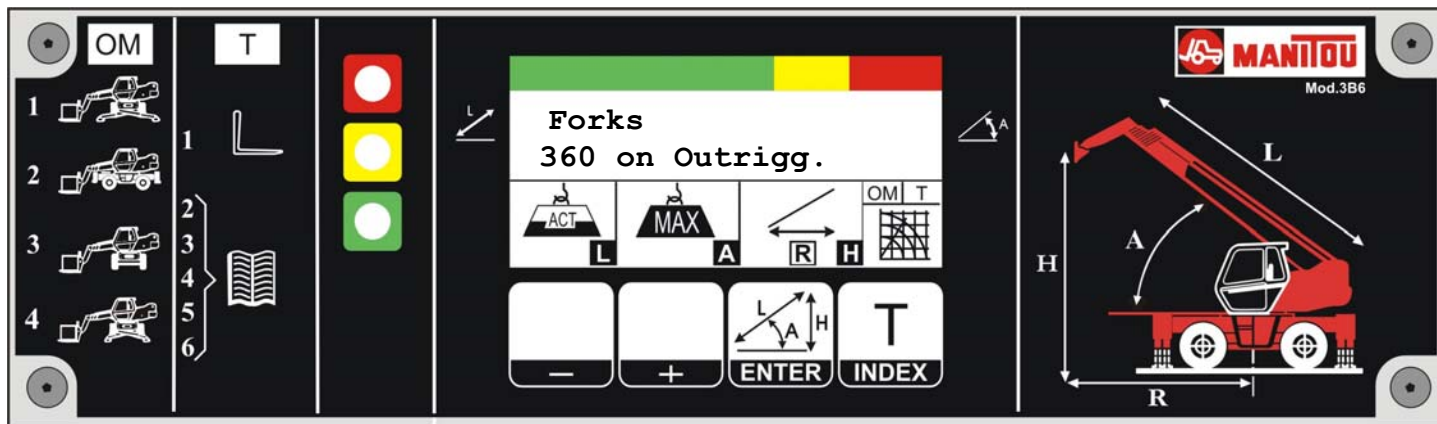 OM
1
2
3
4
T
1
2
3
4
5
6
L
Forks
360 on Outrigg.
A
ACT
L
MAX
A
R
H
OM T
−
+
L
A
H
ENTER
T
INDEX
MANITOU
Mod.3B6
L
A
H
R